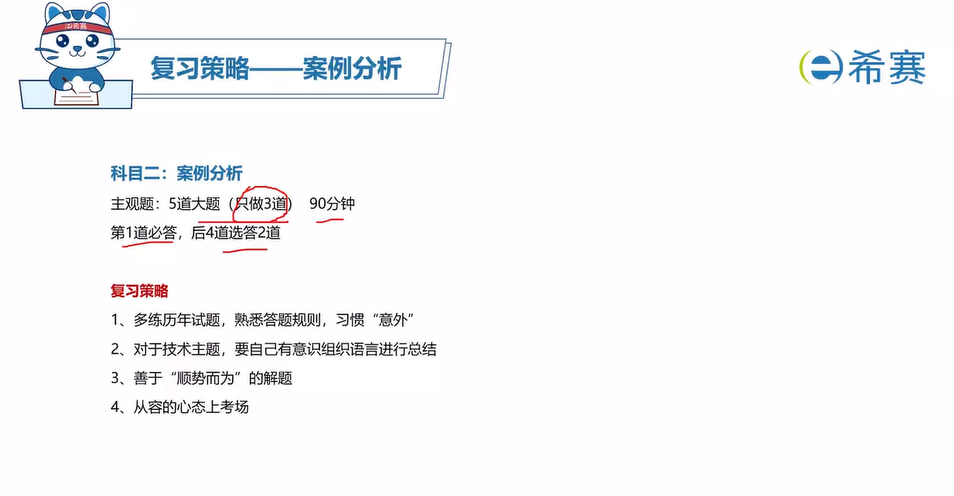 复习策略——案例分析
希赛
科目二：案例分析
主观题：5道大题（只做3道） 90分钟
第1道必答，后4道选答2道
复习策略
1、多练历年试题，熟悉答题规则，习惯“意外”
2、对于技术主题，要自己有意识组织语言进行总结
3、善于“顺势而为”的解题
4、从容的心态上考场